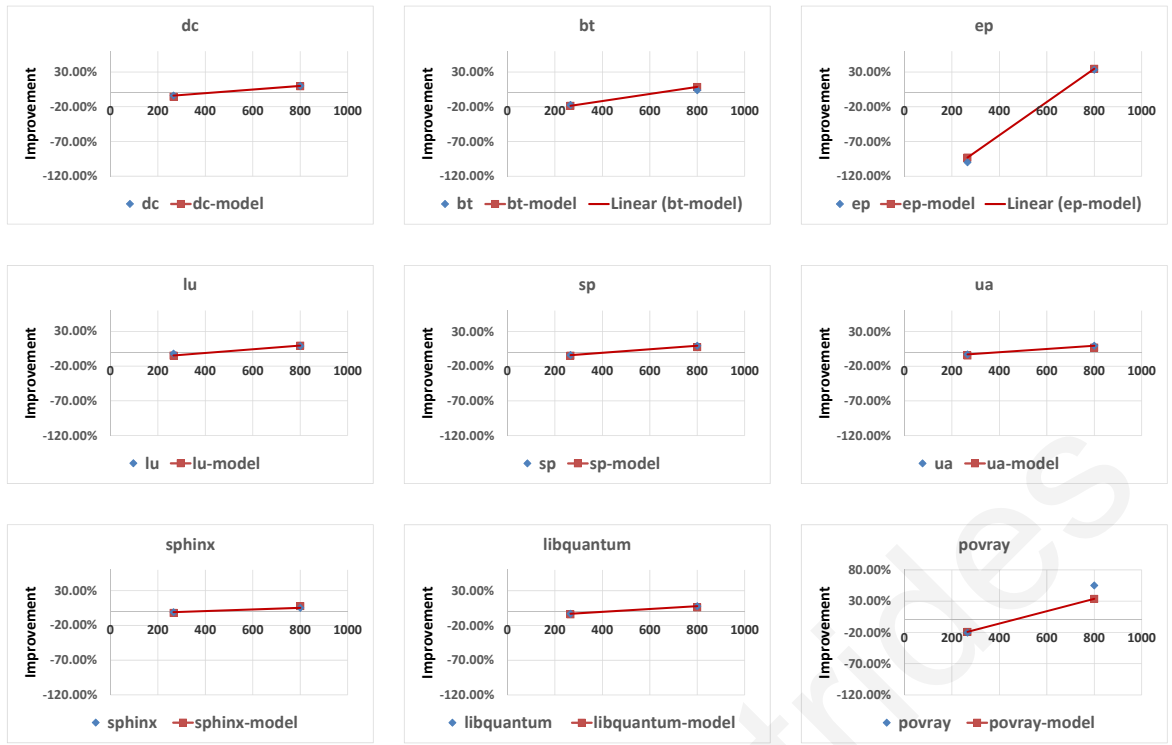 dc
Improvement
30.00%
-20.00%
-70.00%
-120.00%
0 200 400 600 800 1000
dc dc-model
bt
Improvement
30.00%
-20.00%
-70.00%
-120.00%
0 200 400 600 800 1000
bt bt-model Linear (bt-model)
ep
Improvement
30.00%
-20.00%
-70.00%
-120.00%
0 200 400 600 800 1000
ep ep-model Linear (ep-model)
lu
Improvement
30.00%
-20.00%
-70.00%
-120.00%
0 200 400 600 800 1000
lu lu-model
sp
Improvement
30.00%
-20.00%
-70.00%
-120.00%
0 200 400 600 800 1000
sp sp-model
ua
Improvement
30.00%
-20.00%
-70.00%
-120.00%
0 200 400 600 800 1000
ua ua-model
sphinx
Improvement
30.00%
-20.00%
-70.00%
-120.00%
0 200 400 600 800 1000
sphinx sphinx-model
libquantum
Improvement
30.00%
-20.00%
-70.00%
-120.00%
0 200 400 600 800 1000
libquantum libquantum-model
povray
Improvement
80.00%
30.00%
-20.00%
-70.00%
-120.00%
0 200 400 600 800 1000
povray povray-model
trides